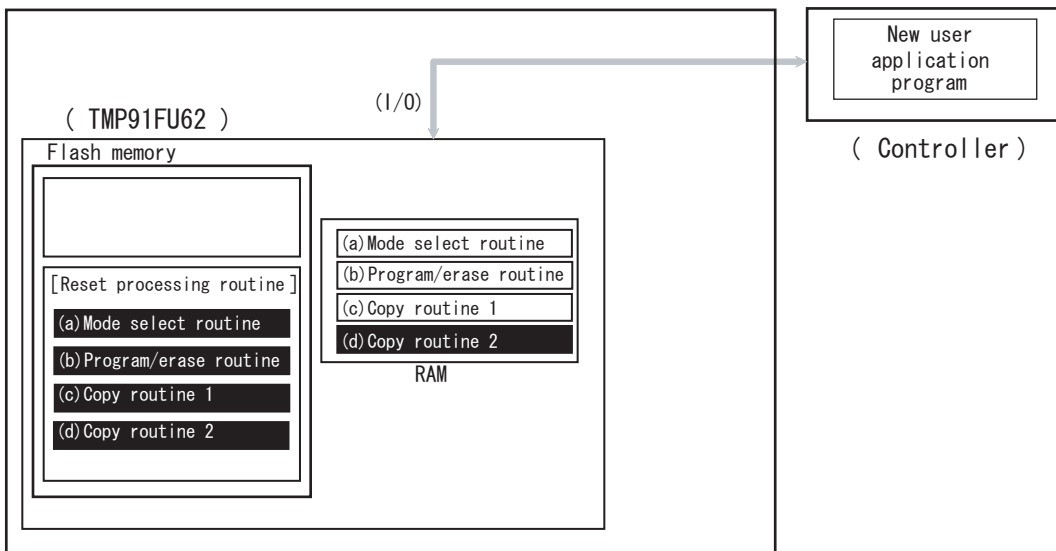 New user
application
program
( Controller )
(I/O)
( TMP91FU62 )
Flash memory
[Reset processing routine]
(a)Mode select routine
(b)Program/erase routine
(c)Copy routine 1
(d)Copy routine 2
(a)Mode select routine
(b)Program/erase routine
(c)Copy routine 1
(d)Copy routine 2
RAM